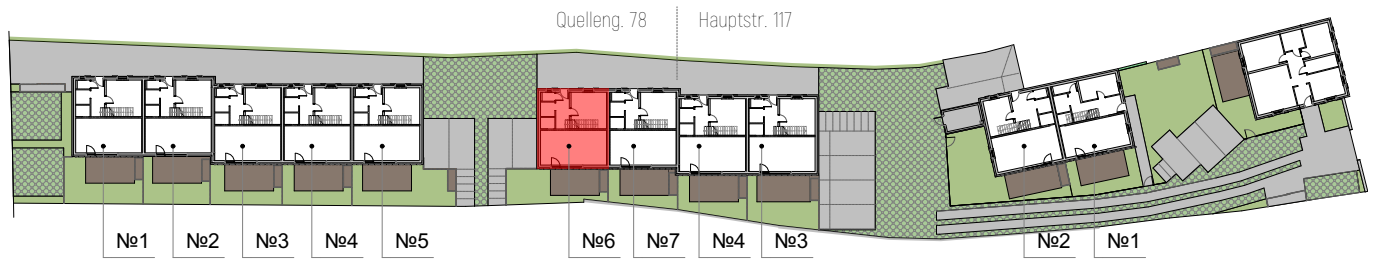 Quelleng. 78 Hauptstr. 117
№1 №2 №3 №4 №5 №6 №7 №4 №3 №2 №1